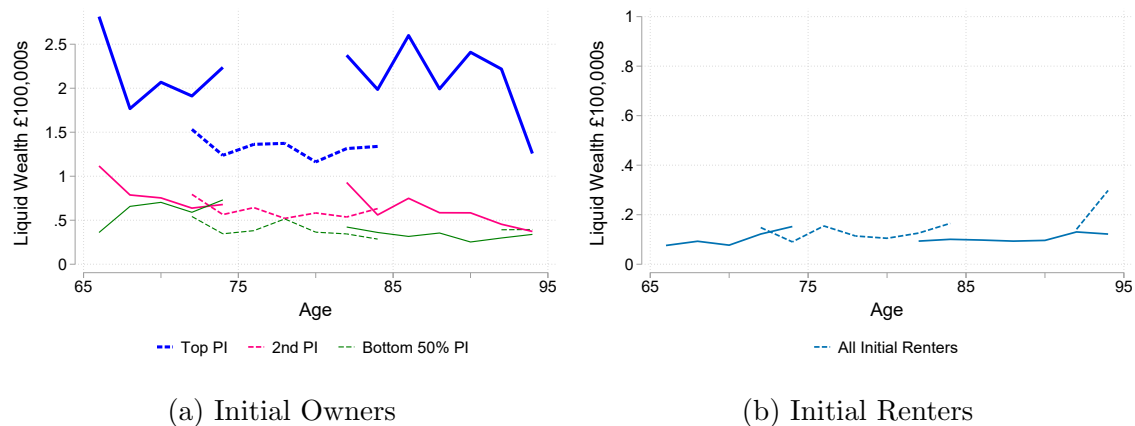 Liquid Wealth £100,000s
2.5
2
1.5
1
.5
0
65 75 85 95
Age
Top PI 2nd PI Bottom 50% PI
(a) Initial Owners
Liquid Wealth £100,000s
1
.8
.6
.4
.2
0
65 75 85 95
Age
All Initial Renters
(b) Initial Renters